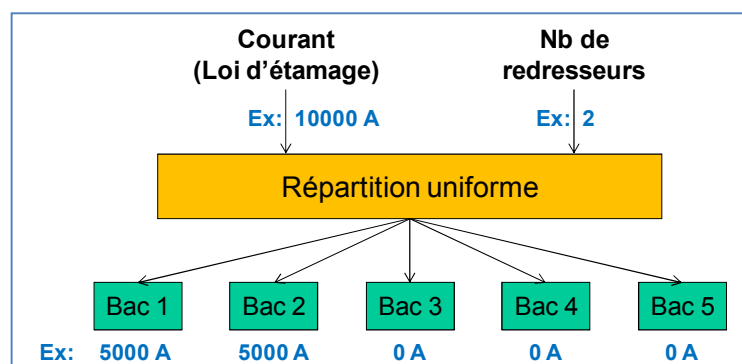 Courant
(Loi d'étamage)
Nb de
redresseurs
Ex: 10000 A
Ex: 2
Répartition uniforme
Bac 1
Bac 2
Bac 3
Bac 4
Bac 5
Ex: 5000 A 5000 A 0 A 0 A 0 A